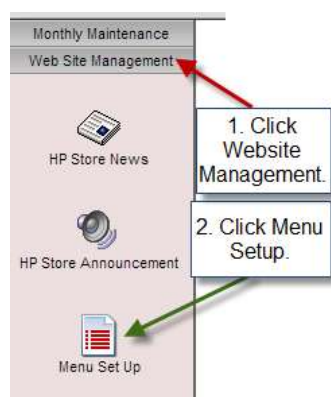 Monthly Maintenance
Web Site Management
HP Store News
1. Click
Website
Management.
HP Store Announcement
2. Click Menu
Setup.
Menu Set Up